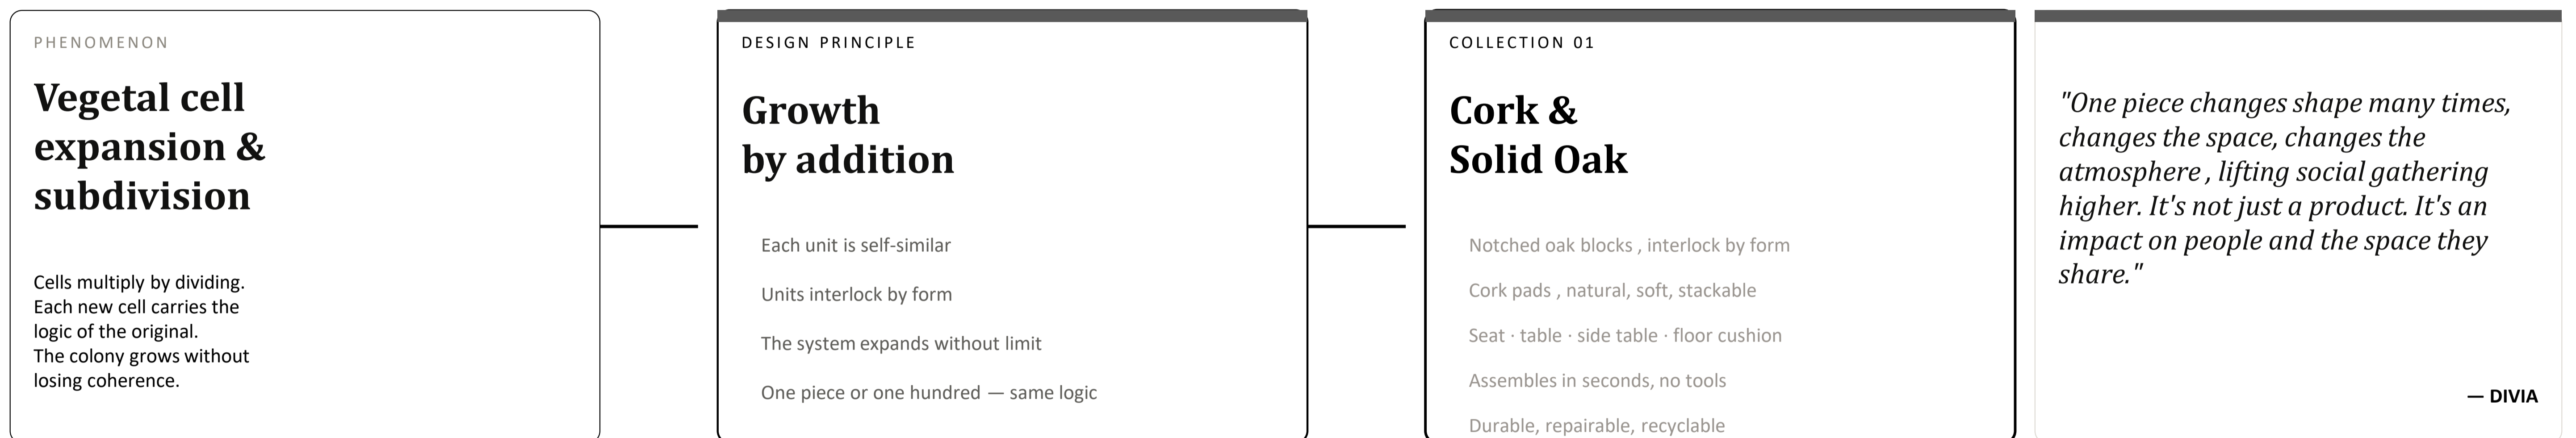 PHENOMENON
Vegetal cell
expansion &
subdivision
Cells multiply by dividing.
Each new cell carries the
logic of the original.
The colony grows without
losing coherence.
DESIGN PRINCIPLE
Growth
by addition
Each unit is self-similar
Units interlock by form
The system expands without limit
One piece or one hundred — same logic
COLLECTION 01
Cork &
Solid Oak
Notched oak blocks , interlock by form
Cork pads , natural, soft, stackable
Seat · table · side table · floor cushion
Assembles in seconds, no tools
Durable, repairable, recyclable
"One piece changes shape many times,
changes the space, changes the
atmosphere , lifting social gathering
higher. It's not just a product. It's an
impact on people and the space they
share."
— DIVIA